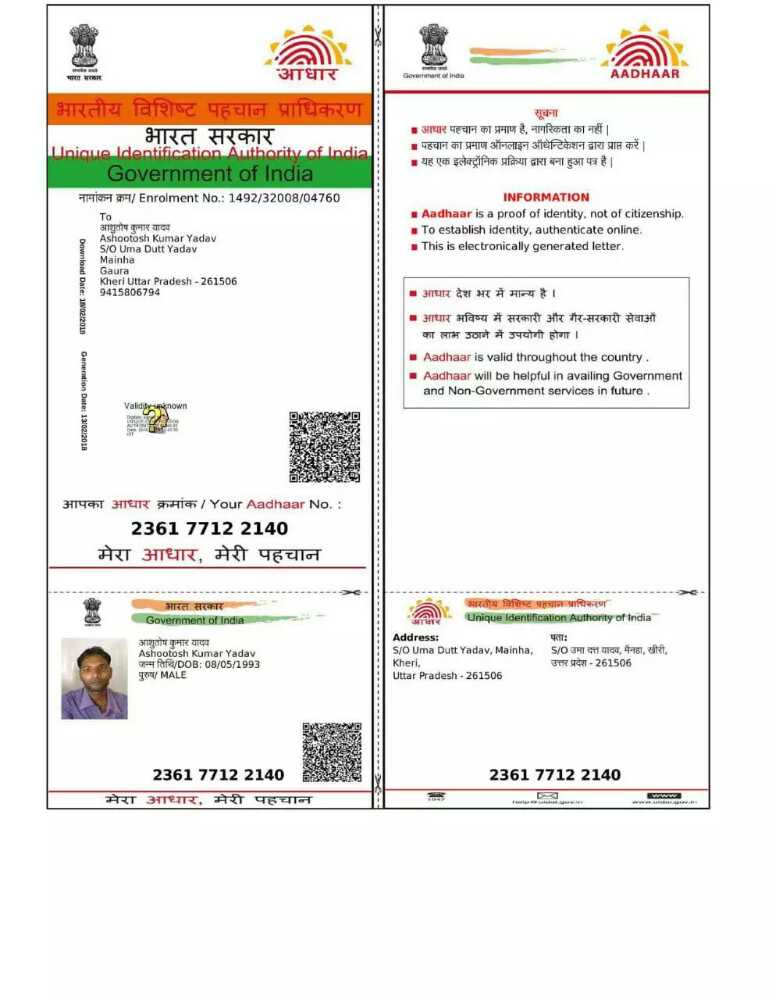 सत्यमेव जयते
भारत सरकार
आधार
भारतीय विशिष्ट पहचान प्राधिकरण
भारत सरकार
Unique Identification Authority of India
Government of India
नामांकन क्रम/ Enrolment No.: 1492/32008/04760
To
आशुतोष कुमार यादव
Ashootosh Kumar Yadav
S/O Uma Dutt Yadav
Mainha
Gaura
Kheri Uttar Pradesh - 261506
9415806794
Download Date: 18/02/2018
Generation Date: 13/02/2018
Validity unknown
आपका आधार क्रमांक / Your Aadhaar No. :
2361 7712 2140
मेरा आधार, मेरी पहचान
भारत सरकार
Government of India
आशुतोष कुमार यादव
Ashootosh Kumar Yadav
जन्म तिथि/DOB: 08/05/1993
पुरुष/ MALE
2361 7712 2140
मेरा आधार, मेरी पहचान
सत्यमेव जयते
Government of India
AADHAAR
सूचना
आधार पहचान का प्रमाण है, नागरिकता का नहीं |
पहचान का प्रमाण ऑनलाइन ऑथेन्टिकेशन द्वारा प्राप्त करें |
यह एक इलेक्ट्रॉनिक प्रक्रिया द्वारा बना हुआ पत्र है |
INFORMATION
Aadhaar is a proof of identity, not of citizenship.
To establish identity, authenticate online.
This is electronically generated letter.
आधार देश भर में मान्य है ।
आधार भविष्य में सरकारी और गैर-सरकारी सेवाओं
का लाभ उठाने में उपयोगी होगा ।
Aadhaar is valid throughout the country .
Aadhaar will be helpful in availing Government
and Non-Government services in future .
आधार
भारतीय विशिष्ट पहचान प्राधिकरण
Unique Identification Authority of India
Address:
S/O Uma Dutt Yadav, Mainha,
Kheri,
Uttar Pradesh - 261506
पता:
S/O उमा दत्त यादव, मैनहा, खीरी,
उत्तर प्रदेश - 261506
2361 7712 2140
1947
help@uidai.gov.in
www
www.uidai.gov.in